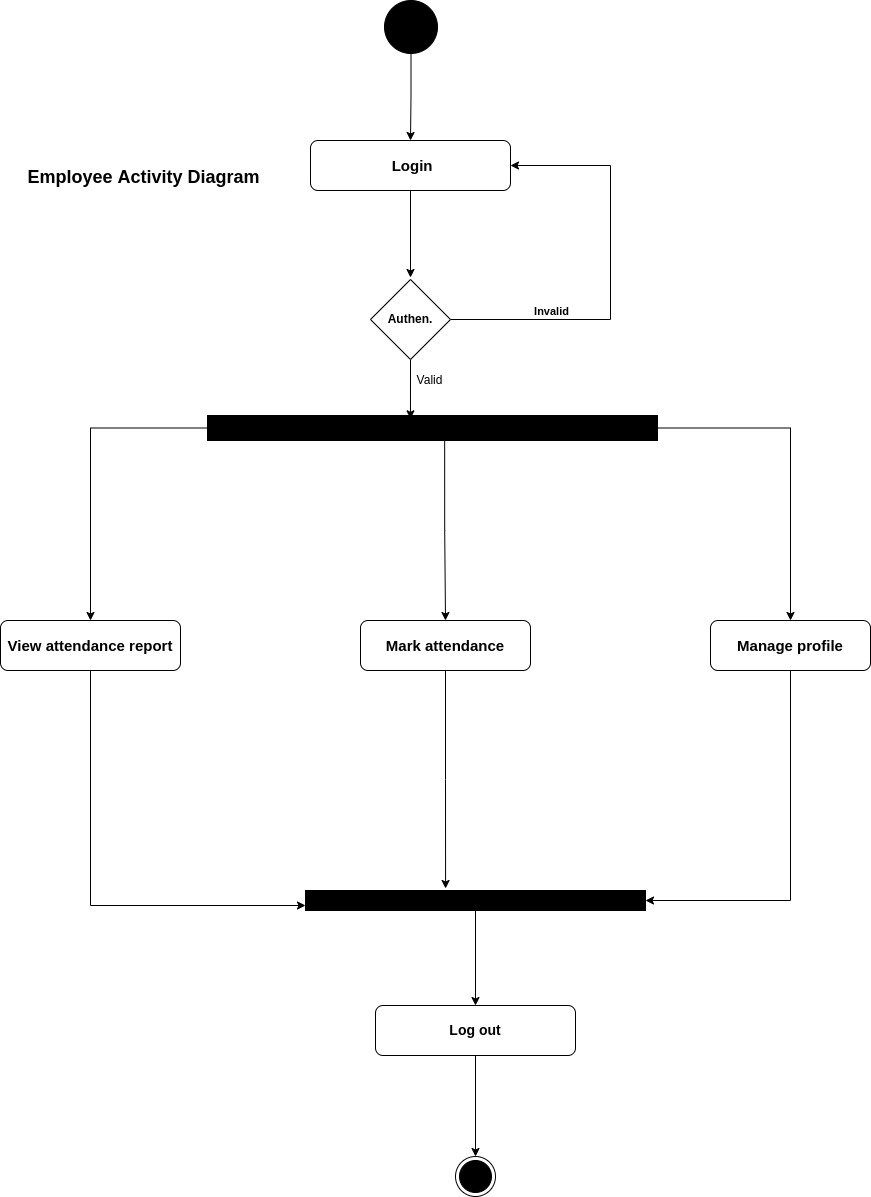 Employee Activity Diagram
Login
Authen.
Invalid
Valid
View attendance report
Mark attendance
Manage profile
Log out